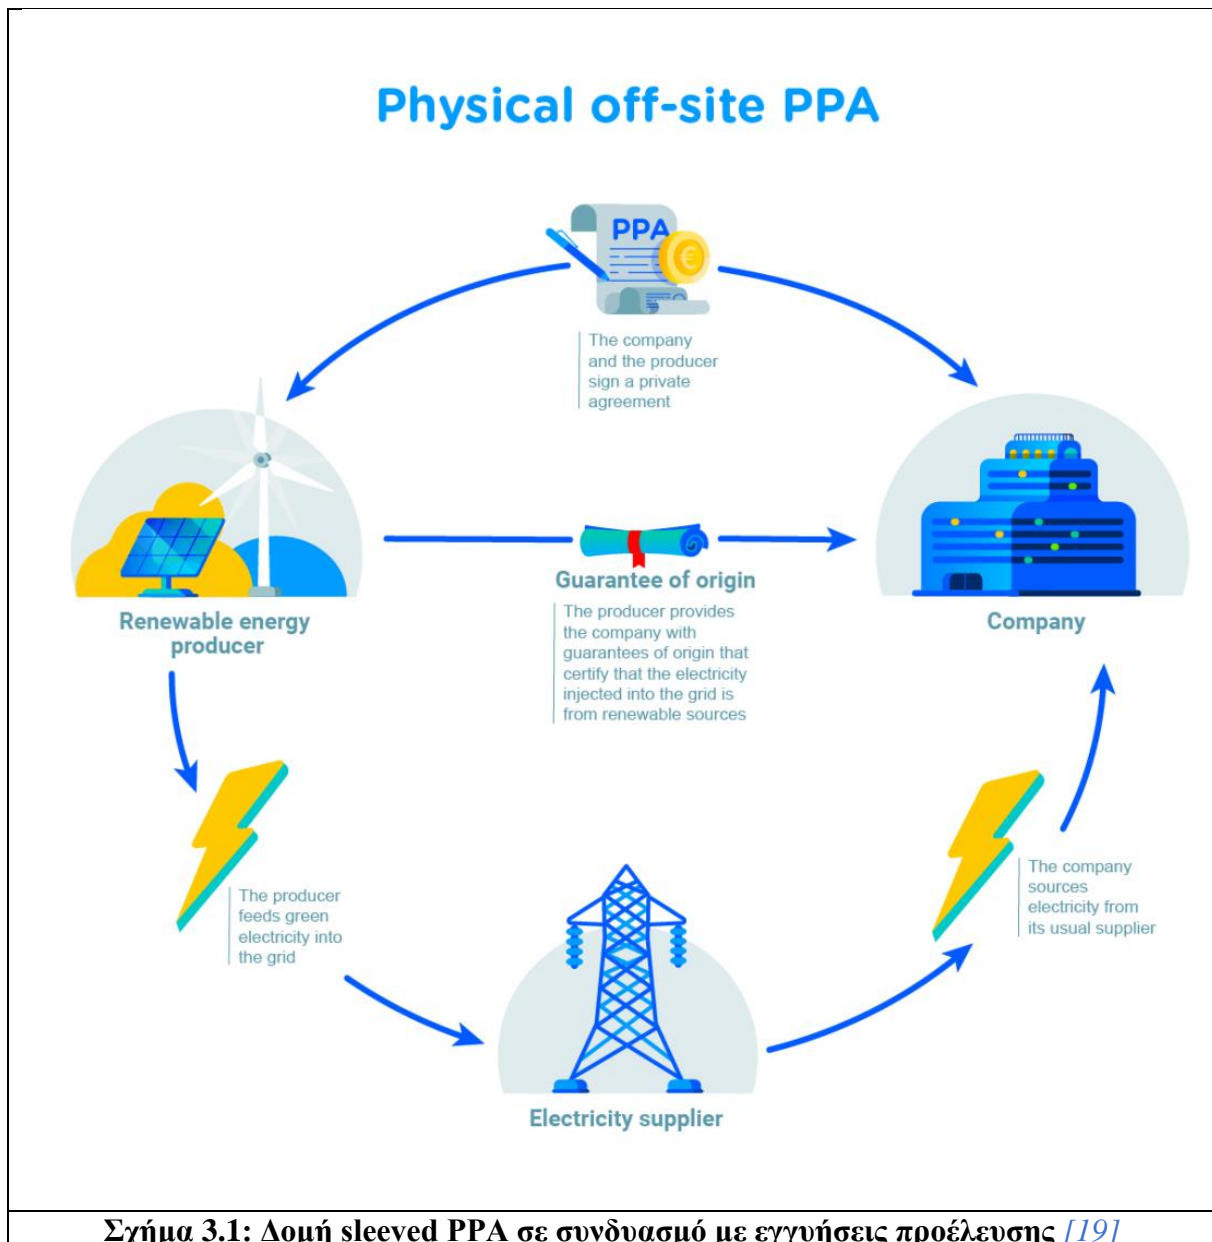 Physical off-site PPA
PPA
€
The company
and the producer
sign a private
agreement
Guarantee of origin
The producer provides
the company with
guarantees of origin that
certify that the electricity
injected into the grid is
from renewable sources
Renewable energy
producer
Company
The producer
feeds green
electricity into
the grid
The company
sources
electricity from
its usual supplier
Electricity supplier
Σχήμα 3.1: Δομή sleeved PPA σε συνδυασμό με εγγυήσεις προέλευσης [19]